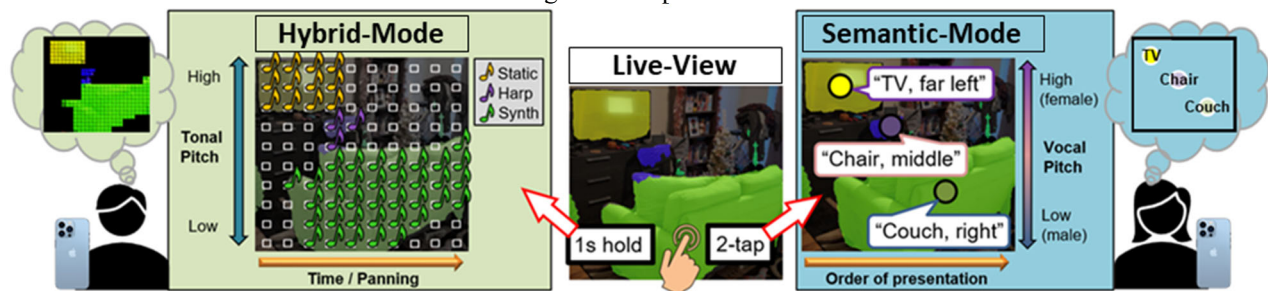 Hybrid-Mode
High
Tonal
Pitch
Low
Static
Harp
Synth
Time / Panning
Live-View
1s hold
2-tap
Semantic-Mode
"TV, far left"
"Chair, middle"
"Couch, right"
High
(female)
Vocal
Pitch
Low
(male)
Order of presentation
TV
Chair
Couch